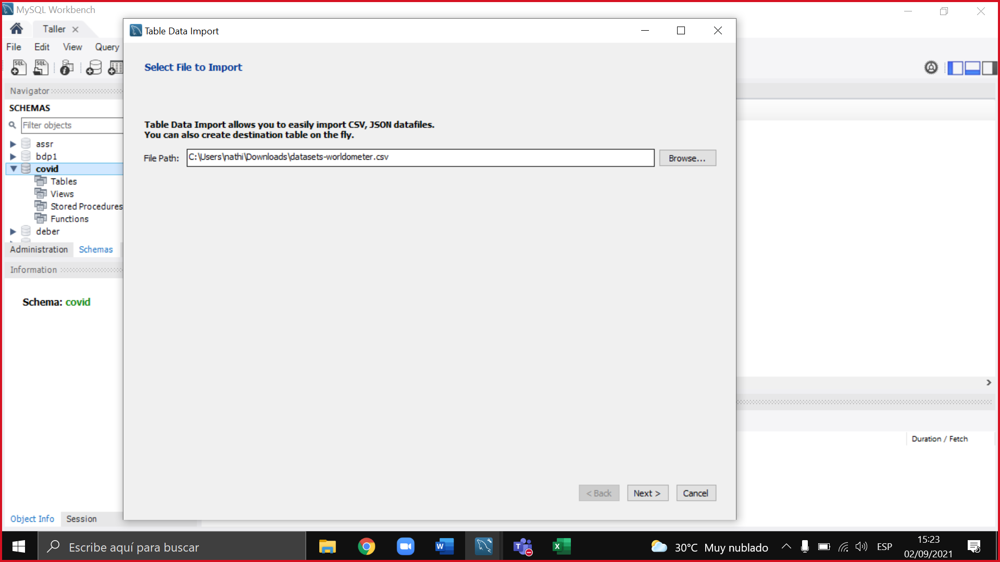 MySQL Workbench
Taller
File Edit View Query
Navigator
SCHEMAS
Filter objects
assr
bdp1
covid
Tables
Views
Stored Procedures
Functions
deber
Administration Schemas
Information
Schema: covid
Object Info Session
Table Data Import
Select File to Import
Table Data Import allows you to easily import CSV, JSON datafiles.
You can also create destination table on the fly.
File Path: C:\Users\nathi\Downloads\datasets-worldometer.csv Browse...
< Back Next > Cancel
Duration / Fetch
Escribe aquí para buscar
30°C Muy nublado
ESP
15:23
02/09/2021